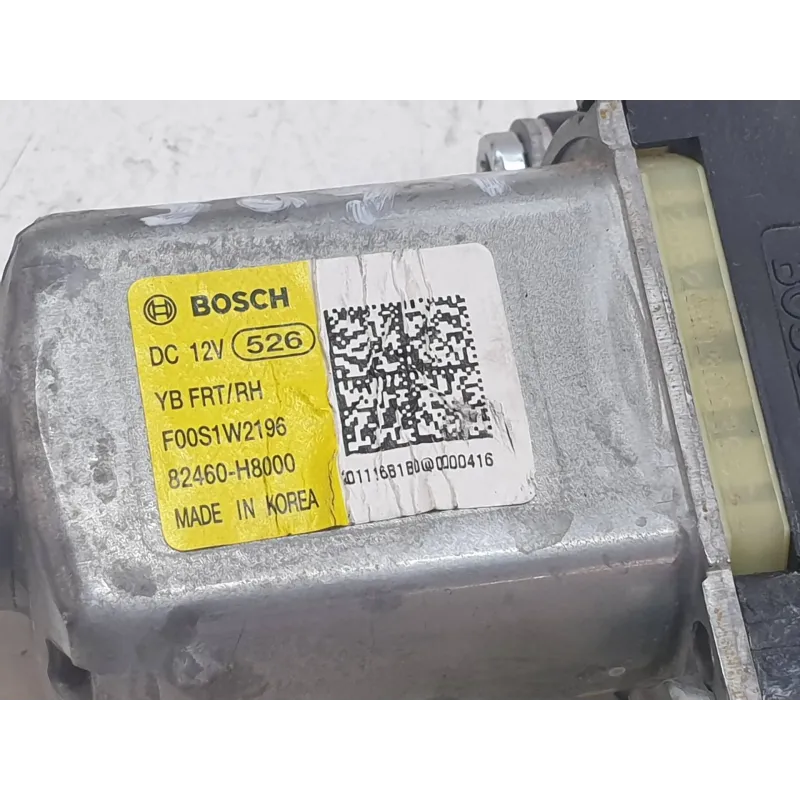 BOSCH
DC 12V 526
YB FRT/RH
F00S1W2196
82460-H8000
MADE IN KOREA